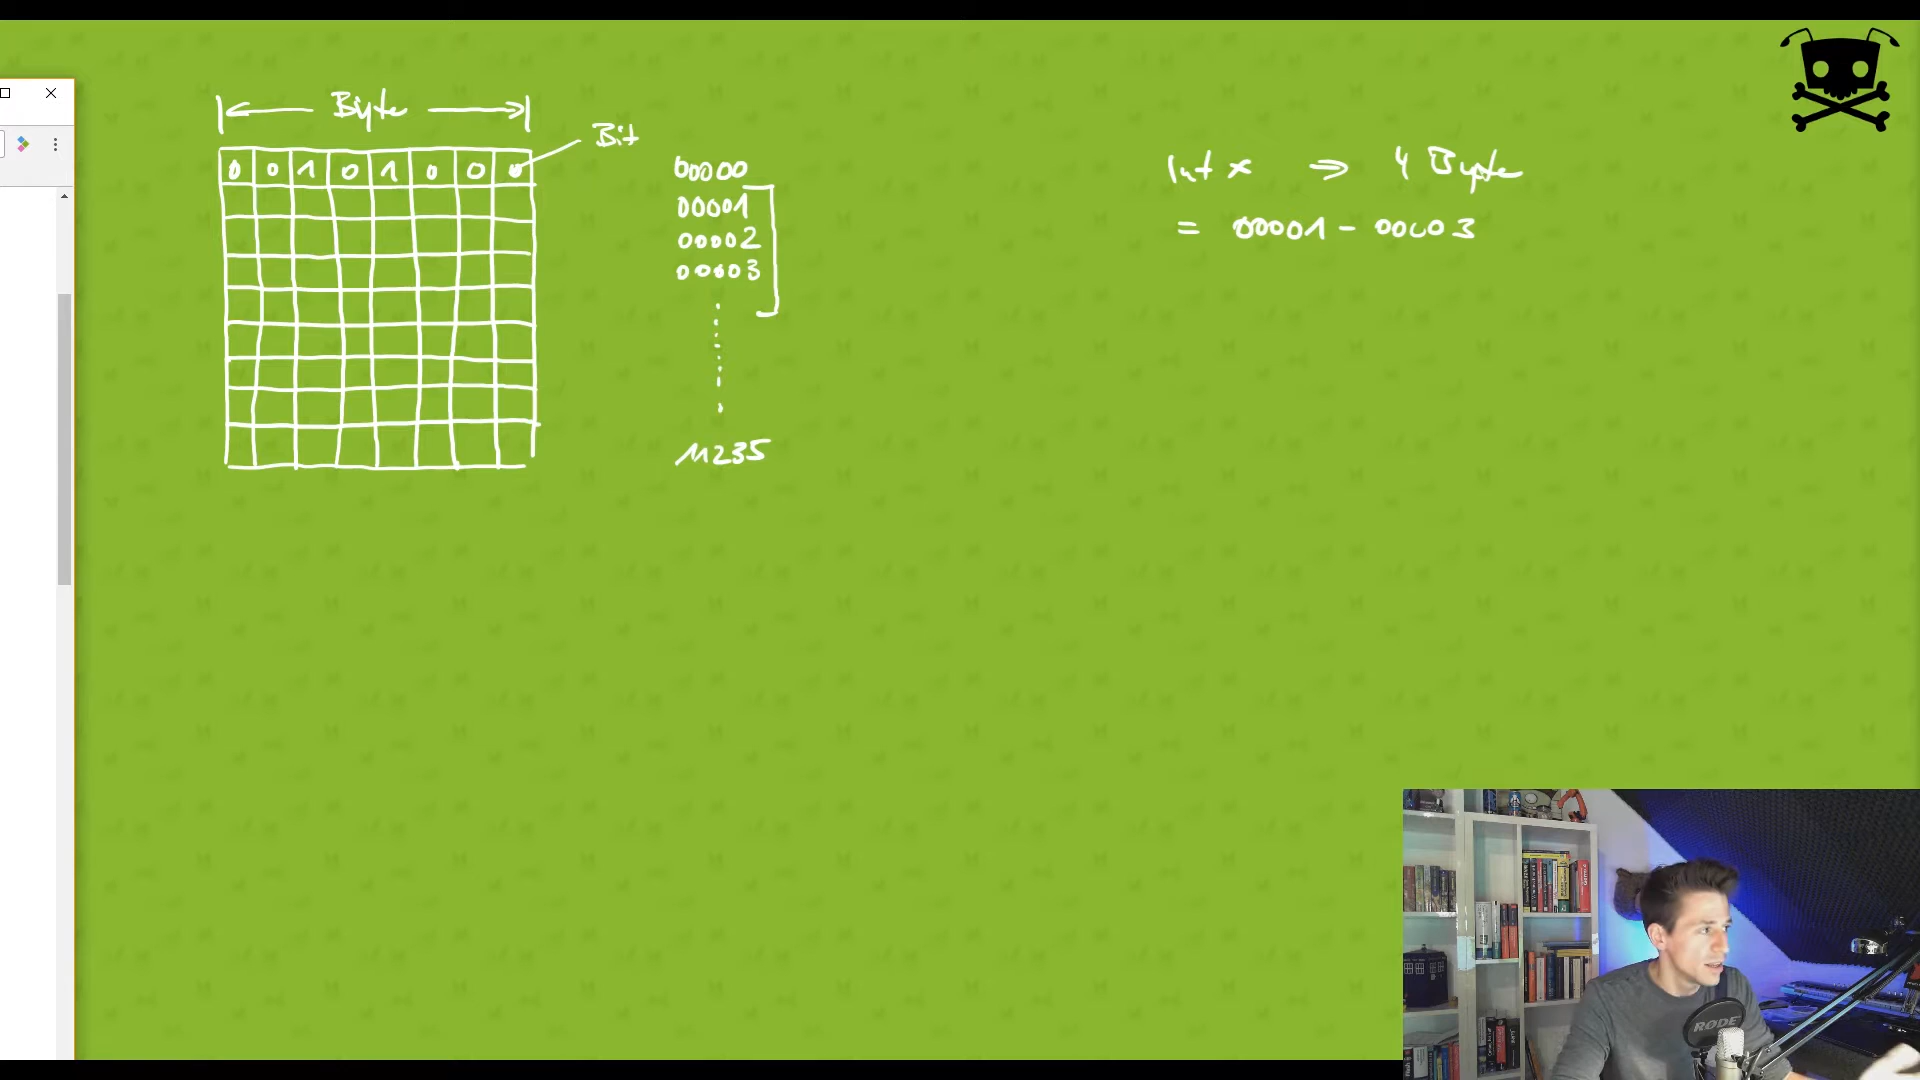 Byte
Bit
0 0 1 0 1 0 0 0
00000
00001
00002
00003
11235
Int x ⇒ 4 Byte
= 00001 - 00003
RODE